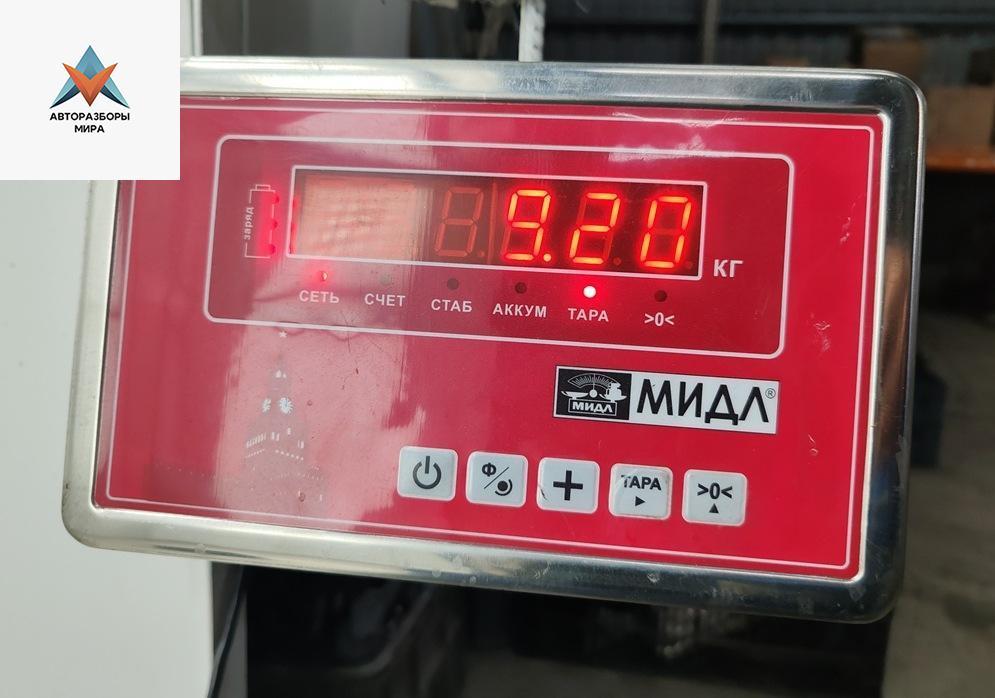 АВТОРАЗБОРЫ
МИРА
заряд
9.20
КГ
СЕТЬ СЧЕТ СТАБ АККУМ ТАРА >0<
МИДЛ МИДЛ®
Ф + ТАРА >0<